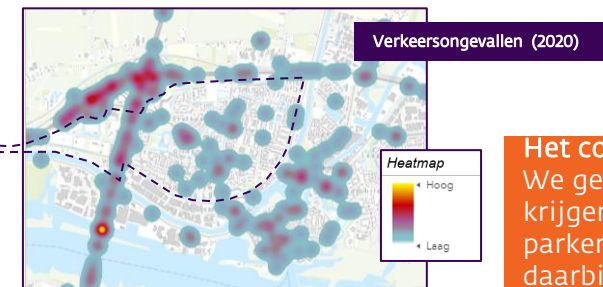 Verkeersongevallen (2020)
Heatmap
Hoog
Laag
Het co
We ge
krijger
parker
daarbi